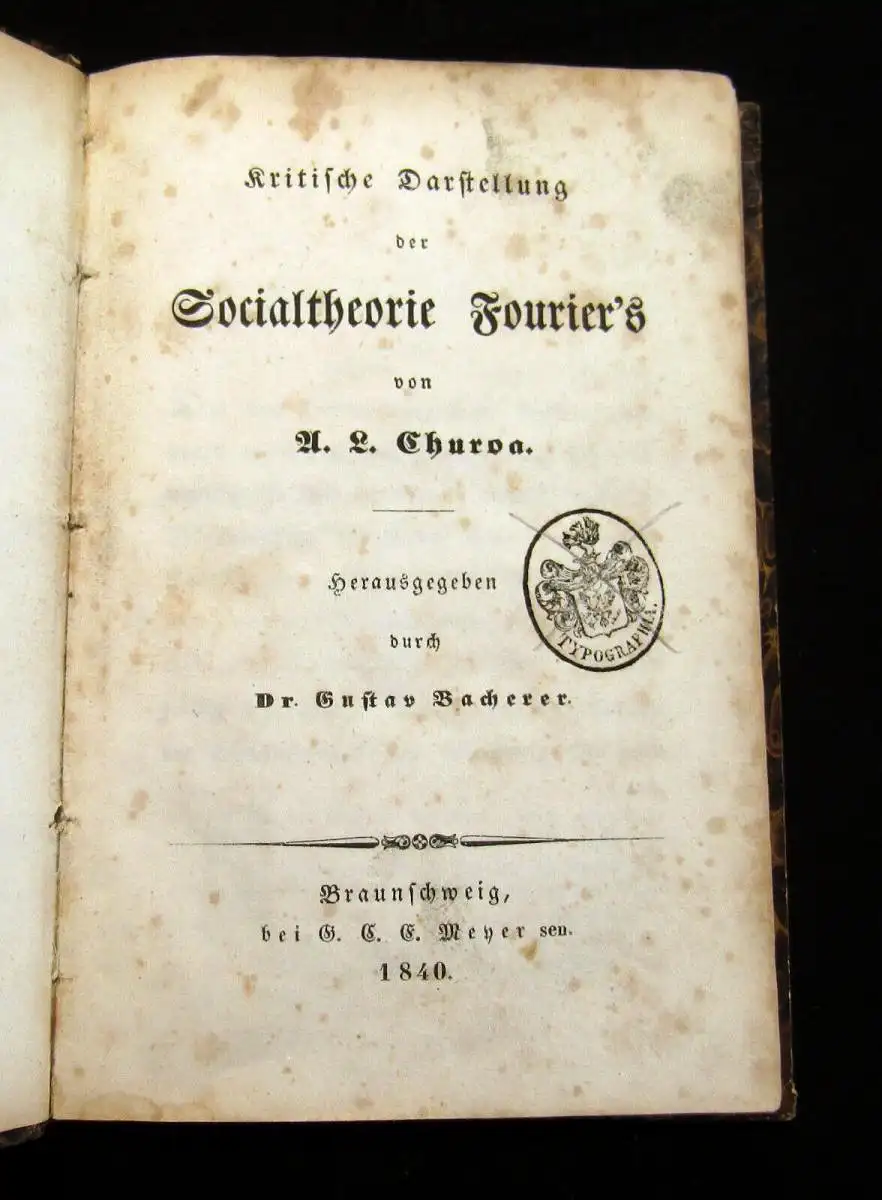 Kritische Darstellung
der
Socialtheorie Fourier's
von
A. L. Churoa.
Herausgegeben
durch
Dr. Gustav Bacherer.
TYPOGRAPHIA.
Braunschweig,
bei G. C. E. Meyer sen.
1840.